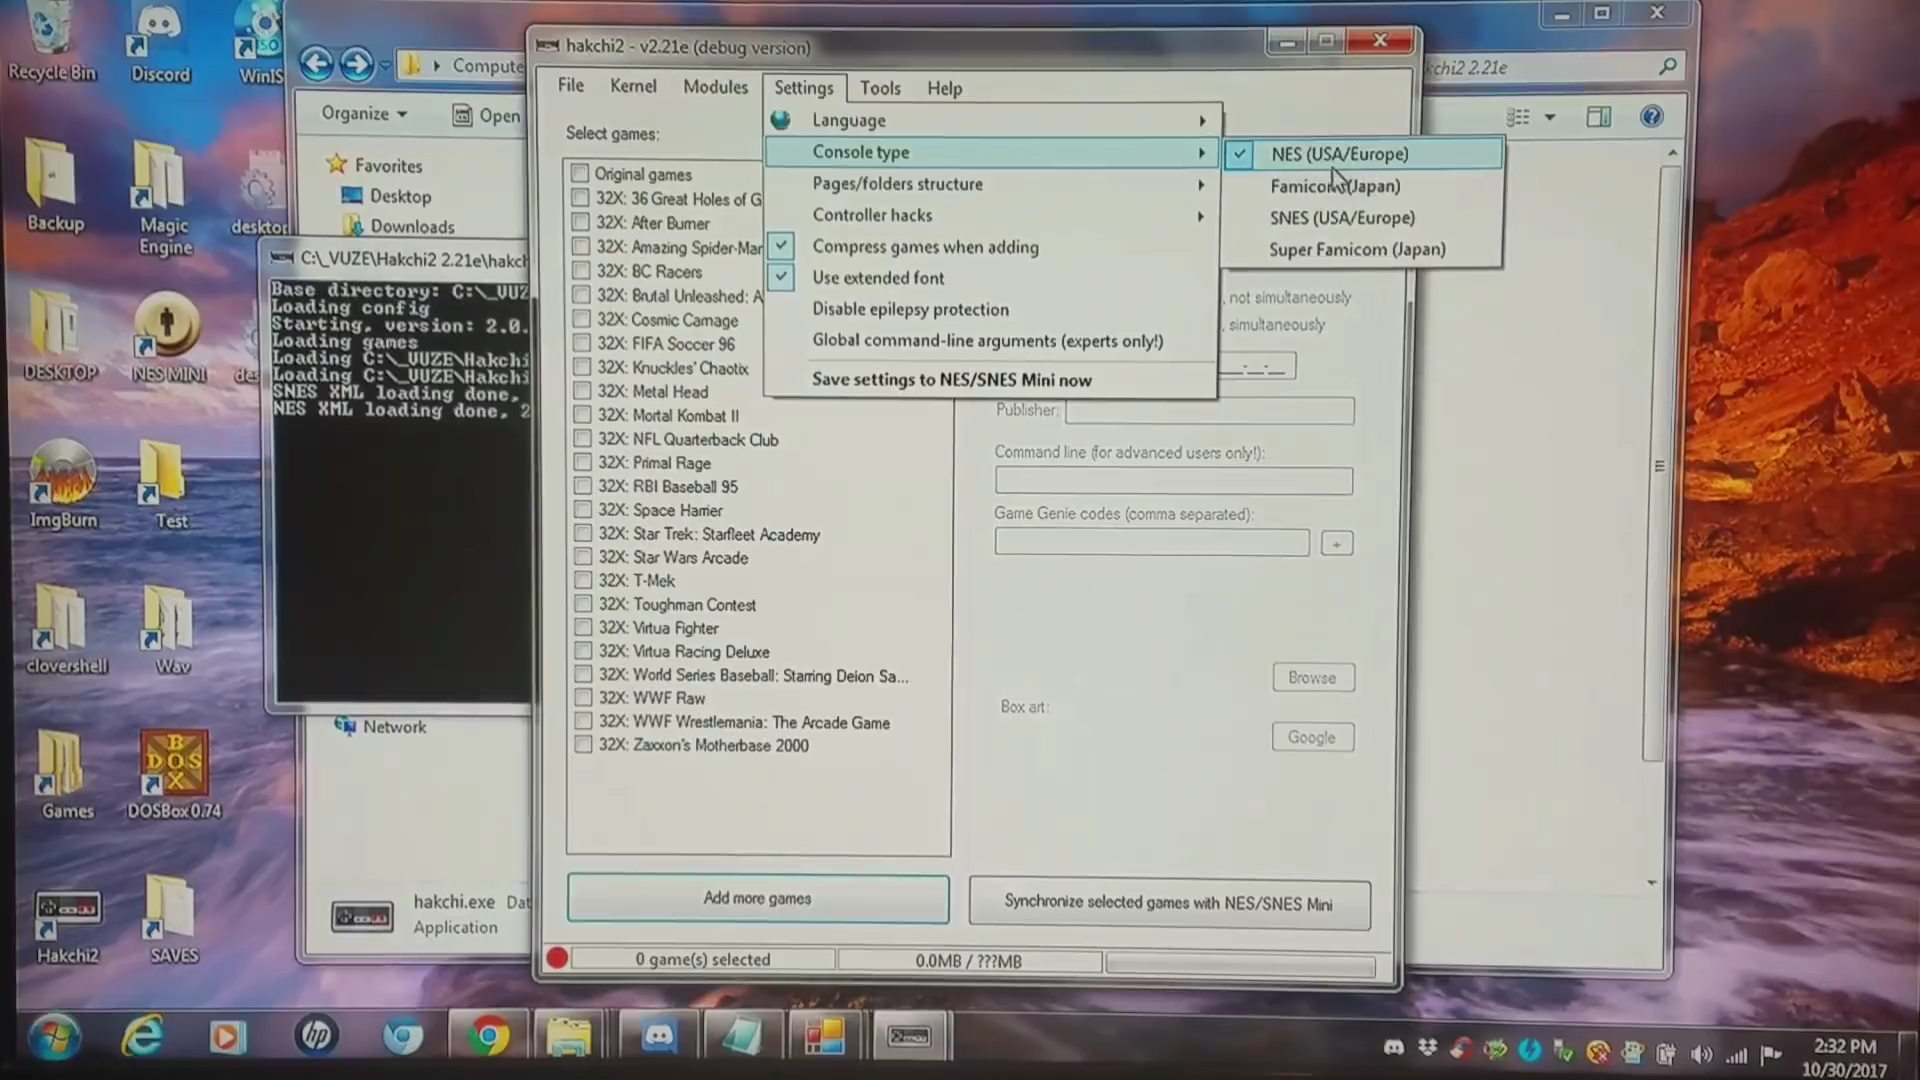 Recycle Bin
Discord
WinIS
Backup
Magic Engine
desktop
DESKTOP
NES MINI
des
ImgBurn
Test
clovershell
Wav
Games
DOSBox0.74
Hakchi2
SAVES
Compute
kchi2 2.21e
Organize
Open
Favorites
Desktop
Downloads
Network
hakchi.exe Dat
Application
C:\_VUZE\Hakchi2 2.21e\hakch
Base directory: C:\_VUZ
Loading config
Starting, version: 2.0.
Loading games
Loading C:\_VUZE\Hakchi
Loading C:\_VUZE\Hakchi
SNES XML loading done,
NES XML loading done, 2
hakchi2 - v2.21e (debug version)
File Kernel Modules Settings Tools Help
Select games:
Original games
32X: 36 Great Holes of G
32X: After Burner
32X: Amazing Spider-Man
32X: BC Racers
32X: Brutal Unleashed: A
32X: Cosmic Carnage
32X: FIFA Soccer 96
32X: Knuckles' Chaotix
32X: Metal Head
32X: Mortal Kombat II
32X: NFL Quarterback Club
32X: Primal Rage
32X: RBI Baseball 95
32X: Space Harrier
32X: Star Trek: Starfleet Academy
32X: Star Wars Arcade
32X: T-Mek
32X: Toughman Contest
32X: Virtua Fighter
32X: Virtua Racing Deluxe
32X: World Series Baseball: Starring Deion Sa...
32X: WWF Raw
32X: WWF Wrestlemania: The Arcade Game
32X: Zaxxon's Motherbase 2000
Language
Console type
Pages/folders structure
Controller hacks
Compress games when adding
Use extended font
Disable epilepsy protection
Global command-line arguments (experts only!)
Save settings to NES/SNES Mini now
NES (USA/Europe)
Famicom (Japan)
SNES (USA/Europe)
Super Famicom (Japan)
, not simultaneously
, simultaneously
Publisher:
Command line (for advanced users only!):
Game Genie codes (comma separated):
+
Box art:
Browse
Google
Add more games
Synchronize selected games with NES/SNES Mini
0 game(s) selected
0.0MB / ???MB
2:32 PM
10/30/2017